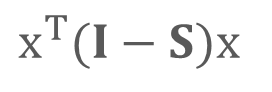 xᵀ(𝐈 − 𝐒)x